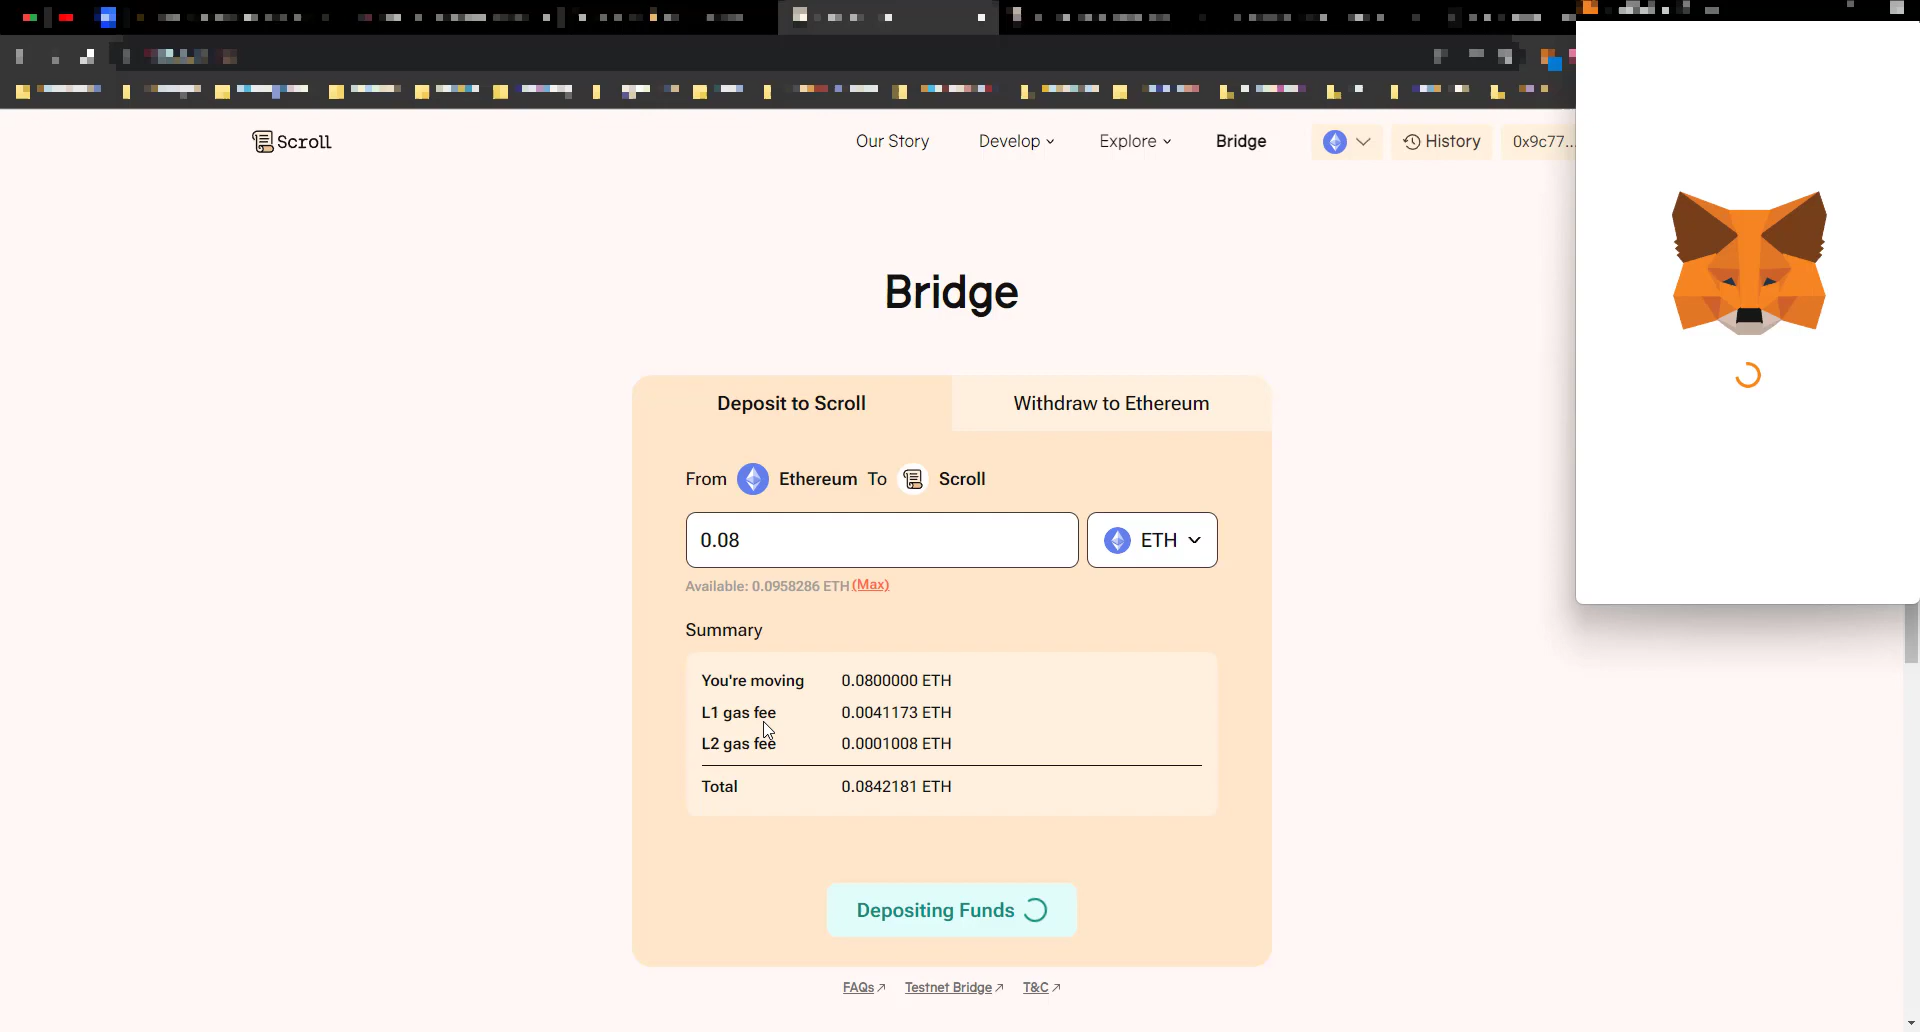 Scroll
Our Story
Develop
Explore
Bridge
History
0x9c77...
Bridge
Deposit to Scroll
Withdraw to Ethereum
From Ethereum To Scroll
0.08
ETH
Available: 0.0958286 ETH (Max)
Summary
You're moving 0.0800000 ETH
L1 gas fee 0.0041173 ETH
L2 gas fee 0.0001008 ETH
Total 0.0842181 ETH
Depositing Funds
FAQs
Testnet Bridge
T&C